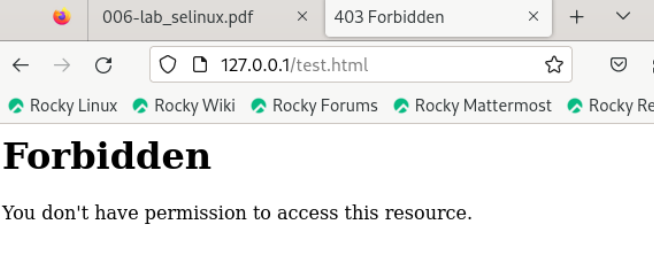 006-lab_selinux.pdf × 403 Forbidden ×
127.0.0.1/test.html
Rocky Linux Rocky Wiki Rocky Forums Rocky Mattermost Rocky Re
Forbidden
You don't have permission to access this resource.